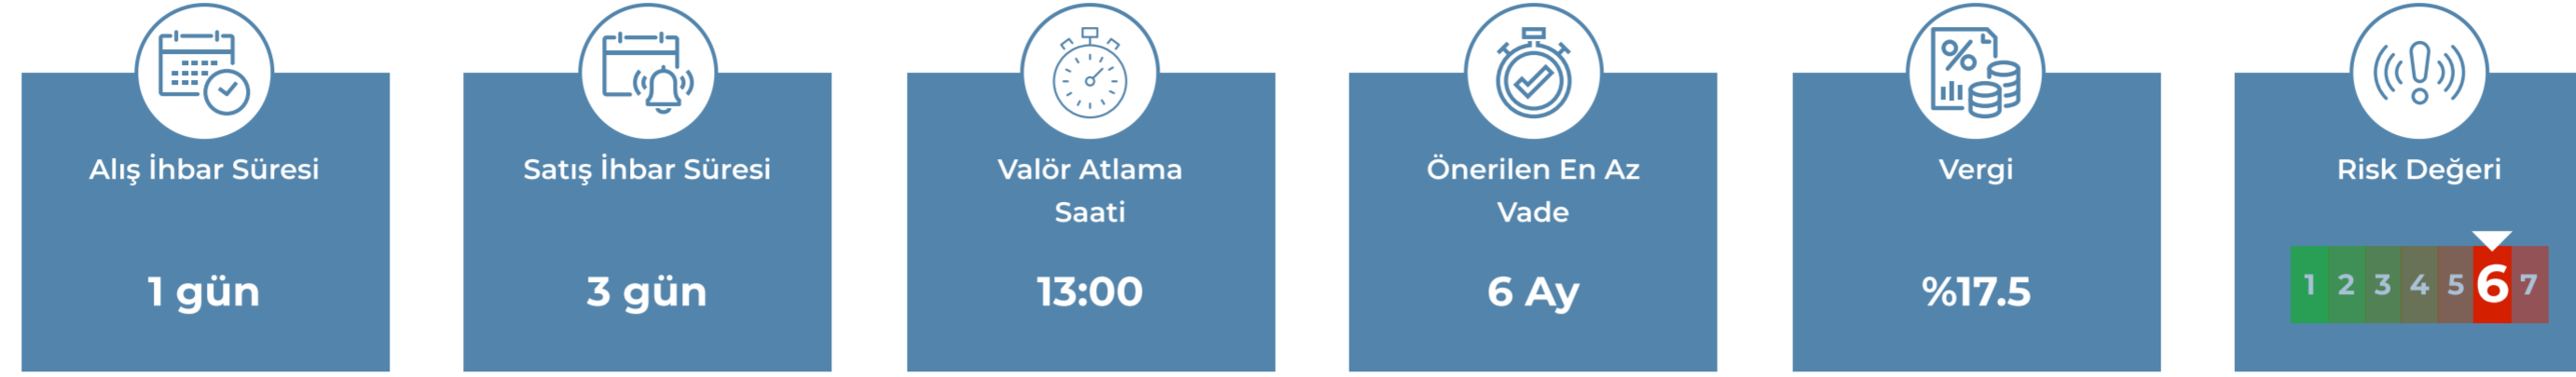 Alış İhbar Süresi
1 gün
Satış İhbar Süresi
3 gün
Valör Atlama
Saati
13:00
Önerilen En Az
Vade
6 Ay
Vergi
%17.5
Risk Değeri
1 2 3 4 5 6 7